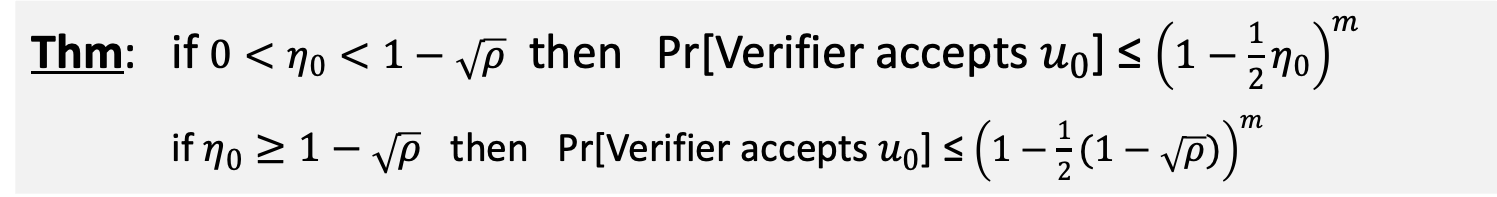 Thm: if 0 < η₀ < 1 − √ρ then Pr[Verifier accepts u₀] ≤ (1 − ½η₀)ᵐ
if η₀ ≥ 1 − √ρ then Pr[Verifier accepts u₀] ≤ (1 − ½(1 − √ρ))ᵐ